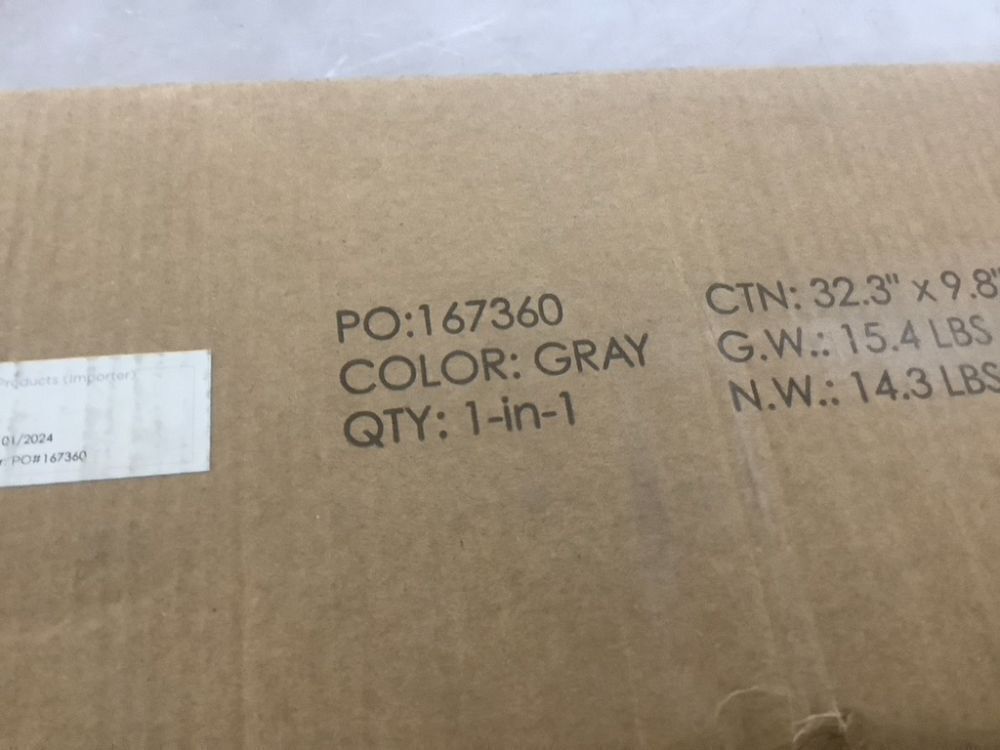 PO:167360
COLOR: GRAY
QTY: 1-in-1
CTN: 32.3" x 9.8"
G.W.: 15.4 LBS
N.W.: 14.3 LBS
Products (Importer)
01/2024
PO#167360